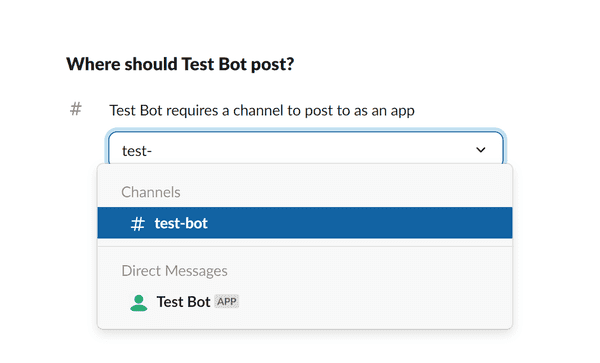 Where should Test Bot post?
# Test Bot requires a channel to post to as an app
test-
Channels
# test-bot
Direct Messages
Test Bot APP